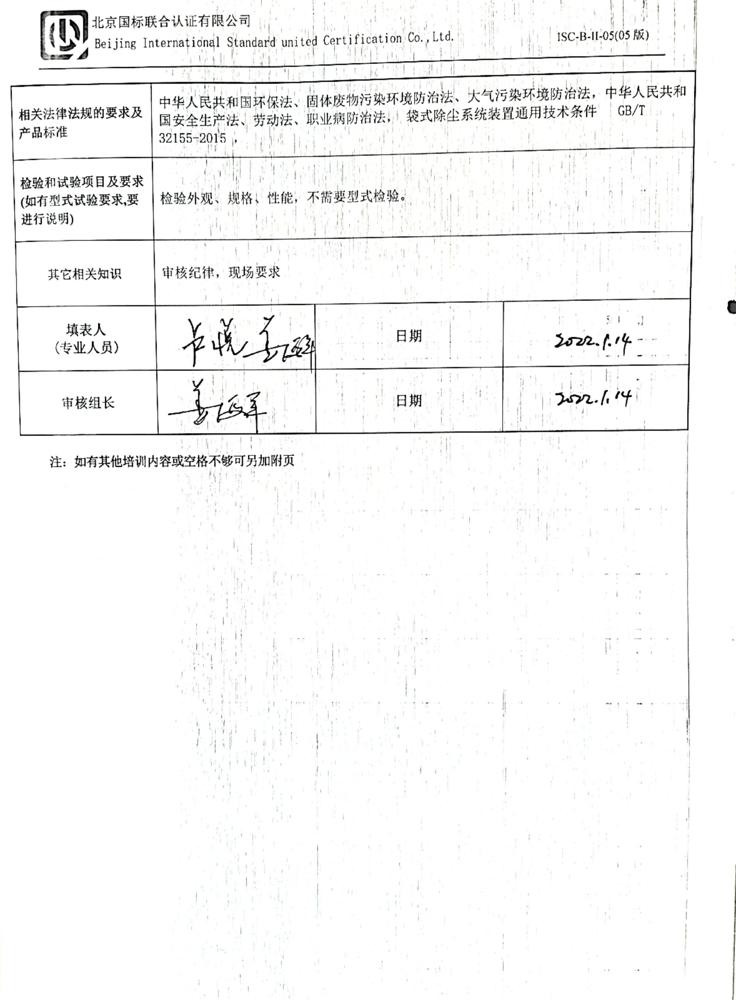 北京国标联合认证有限公司
Beijing International Standard united Certification Co.,Ltd.
ISC-B-II-05(05 版)
相关法律法规的要求及
产品标准
中华人民共和国环保法、固体废物污染环境防治法、大气污染环境防治法，中华人民共和
国安全生产法、劳动法、职业病防治法， 袋式除尘系统装置通用技术条件 GB/T
32155-2015 ，
检验和试验项目及要求
(如有型式试验要求,要
进行说明)
检验外观、规格、性能，不需要型式检验。
其它相关知识
审核纪律，现场要求
填表人
(专业人员)
日期
2022.1.14
审核组长
日期
2022.1.14
注：如有其他培训内容或空格不够可另加附页